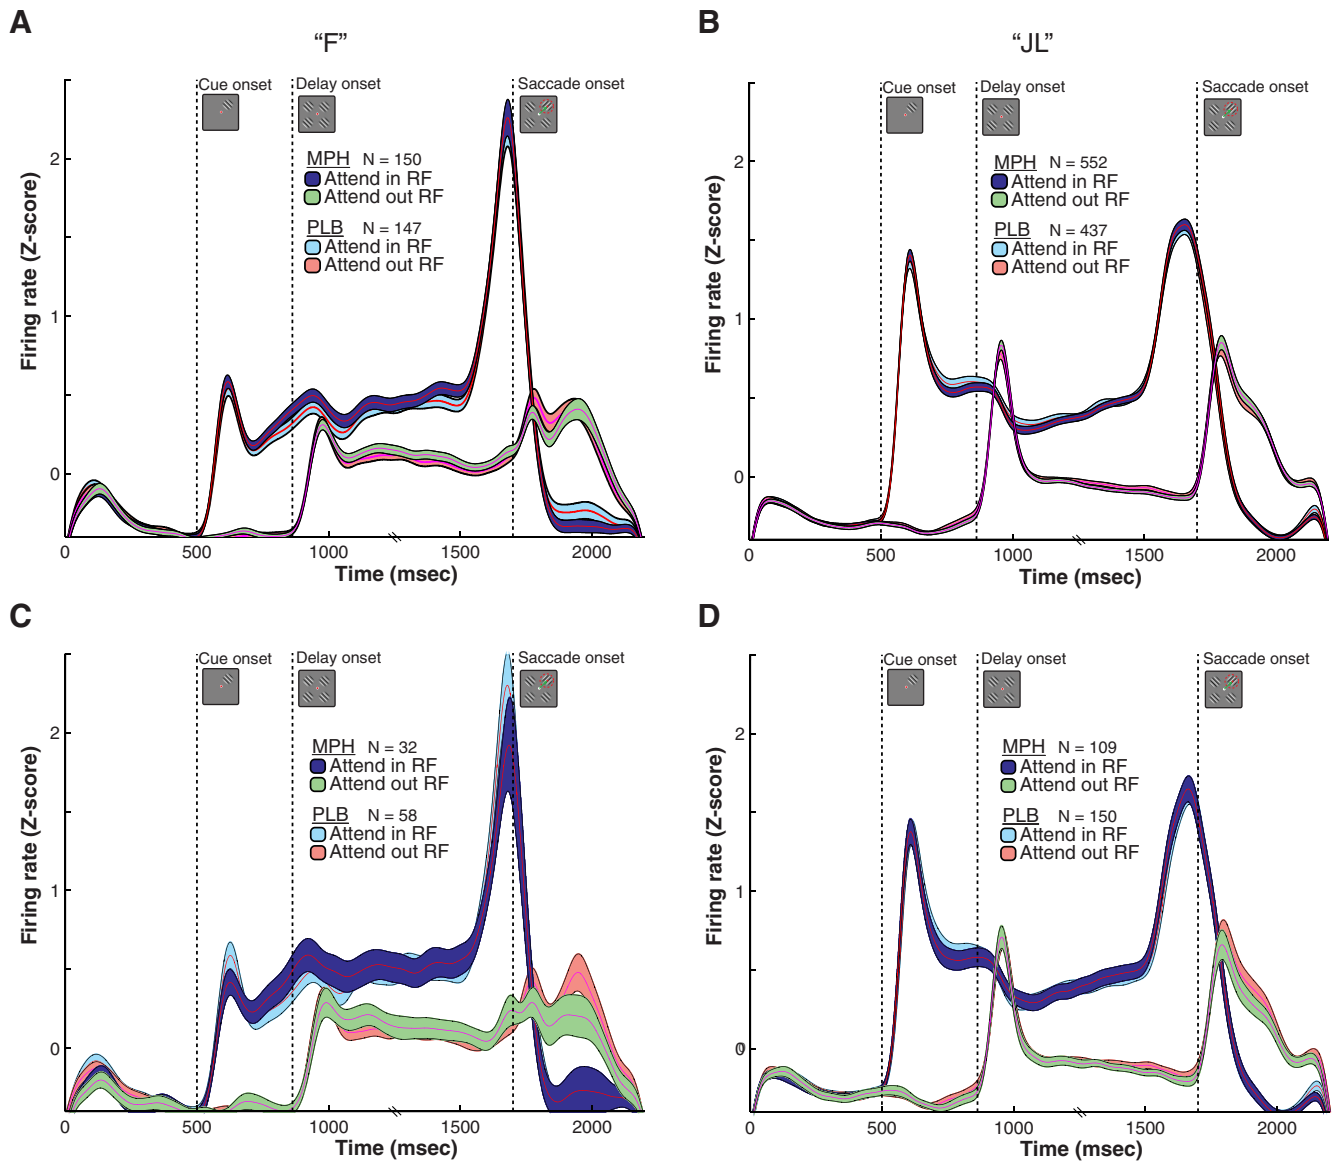 A
“F”
Cue onset
Delay onset
Saccade onset
MPH N = 150
Attend in RF
Attend out RF
PLB N = 147
Attend in RF
Attend out RF
Firing rate (Z-score)
2
1
0
0 500 1000 1500 2000
Time (msec)
B
“JL”
Cue onset
Delay onset
Saccade onset
MPH N = 552
Attend in RF
Attend out RF
PLB N = 437
Attend in RF
Attend out RF
Firing rate (Z-score)
2
1
0
0 500 1000 1500 2000
Time (msec)
C
Cue onset
Delay onset
Saccade onset
MPH N = 32
Attend in RF
Attend out RF
PLB N = 58
Attend in RF
Attend out RF
Firing rate (Z-score)
2
1
0
0 500 1000 1500 2000
Time (msec)
D
Cue onset
Delay onset
Saccade onset
MPH N = 109
Attend in RF
Attend out RF
PLB N = 150
Attend in RF
Attend out RF
Firing rate (Z-score)
2
1
0
0 500 1000 1500 2000
Time (msec)